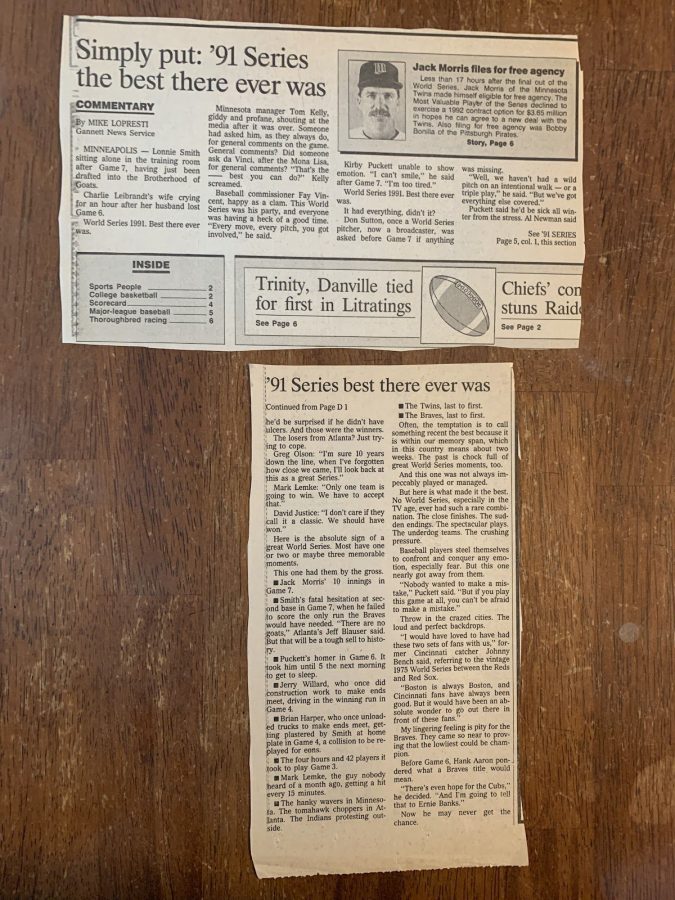 Simply put: '91 Series
the best there ever was
COMMENTARY
By MIKE LOPRESTI
Gannett News Service
MINNEAPOLIS — Lonnie Smith
sitting alone in the training room
after Game 7, having just been
drafted into the Brotherhood of
Goats.
Charlie Leibrandt's wife crying
for an hour after her husband lost
Game 6.
World Series 1991. Best there ever
was.
Minnesota manager Tom Kelly,
giddy and profane, shouting at the
media after it was over. Someone
had asked him, as they always do,
for general comments on the game.
General comments? Did someone
ask da Vinci, after the Mona Lisa,
for general comments? "That's the
—— best you can do?" Kelly
screamed.
Baseball commissioner Fay Vin-
cent, happy as a clam. This World
Series was his party, and everyone
was having a heck of a good time.
"Every move, every pitch, you got
involved," he said.
Jack Morris files for free agency
Less than 17 hours after the final out of the
World Series, Jack Morris of the Minnesota
Twins made himself eligible for free agency. The
Most Valuable Player of the Series declined to
exercise a 1992 contract option for $3.65 million
in hopes he can agree to a new deal with the
Twins. Also filing for free agency was Bobby
Bonilla of the Pittsburgh Pirates.
Story, Page 6
Kirby Puckett unable to show
emotion. "I can't smile," he said
after Game 7. "I'm too tired."
World Series 1991. Best there ever
was.
It had everything, didn't it?
Don Sutton, once a World Series
pitcher, now a broadcaster, was
asked before Game 7 if anything
was missing.
"Well, we haven't had a wild
pitch on an intentional walk — or a
triple play," he said. "But we've got
everything else covered."
Puckett said he'd be sick all win-
ter from the stress. Al Newman said
See '91 SERIES
Page 5, col. 1, this section
INSIDE
Sports People 2
College basketball 2
Scorecard 4
Major-league baseball 5
Thoroughbred racing 6
Trinity, Danville tied
for first in Litratings
See Page 6
Chiefs' com
stuns Raid
See Page 2
'91 Series best there ever was
Continued from Page D 1
he'd be surprised if he didn't have
ulcers. And those were the winners.
The losers from Atlanta? Just try-
ing to cope.
Greg Olson: "I'm sure 10 years
down the line, when I've forgotten
how close we came, I'll look back at
this as a great Series."
Mark Lemke: "Only one team is
going to win. We have to accept
that."
David Justice: "I don't care if they
call it a classic. We should have
won."
Here is the absolute sign of a
great World Series. Most have one
or two or maybe three memorable
moments.
This one had them by the gross.
■ Jack Morris' 10 innings in
Game 7.
■ Smith's fatal hesitation at sec-
ond base in Game 7, when he failed
to score the only run the Braves
would have needed. "There are no
goats," Atlanta's Jeff Blauser said.
But that will be a tough sell to histo-
ry.
■ Puckett's homer in Game 6. It
took him until 5 the next morning
to get to sleep.
■ Jerry Willard, who once did
construction work to make ends
meet, driving in the winning run in
Game 4.
■ Brian Harper, who once unload-
ed trucks to make ends meet, get-
ting plastered by Smith at home
plate in Game 4, a collision to be re-
played for eons.
■ The four hours and 42 players it
took to play Game 3.
■ Mark Lemke, the guy nobody
heard of a month ago, getting a hit
every 15 minutes.
■ The hanky wavers in Minneso-
ta. The tomahawk choppers in At-
lanta. The Indians protesting out-
side.
■ The Twins, last to first.
■ The Braves, last to first.
Often, the temptation is to call
something recent the best because it
is within our memory span, which
in this country means about two
weeks. The past is chock full of
great World Series moments, too.
And this one was not always im-
peccably played or managed.
But here is what made it the best.
No World Series, especially in the
TV age, ever had such a rare combi-
nation. The close finishes. The sud-
den endings. The spectacular plays.
The underdog teams. The crushing
pressure.
Baseball players steel themselves
to confront and conquer any emo-
tion, especially fear. But this one
nearly got away from them.
"Nobody wanted to make a mis-
take," Puckett said. "But if you play
this game at all, you can't be afraid
to make a mistake."
Throw in the crazed cities. The
loud and perfect backdrops.
"I would have loved to have had
these two sets of fans with us," for-
mer Cincinnati catcher Johnny
Bench said, referring to the vintage
1975 World Series between the Reds
and Red Sox.
"Boston is always Boston, and
Cincinnati fans have always been
good. But it would have been an ab-
solute wonder to go out there in
front of these fans."
My lingering feeling is pity for the
Braves. They came so near to prov-
ing that the lowliest could be cham-
pion.
Before Game 6, Hank Aaron pon-
dered what a Braves title would
mean.
"There's even hope for the Cubs,"
he decided. "And I'm going to tell
that to Ernie Banks."
Now he may never get the
chance.